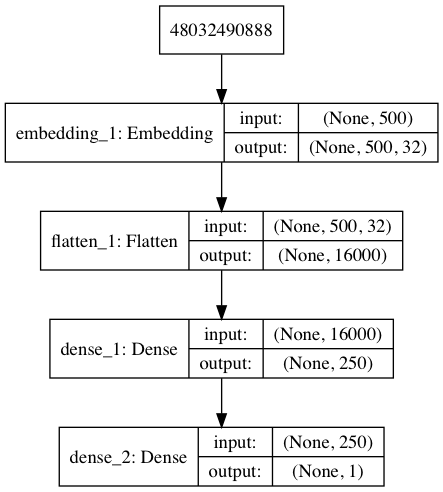 48032490888
embedding_1: Embedding
input:
(None, 500)
output:
(None, 500, 32)
flatten_1: Flatten
input:
(None, 500, 32)
output:
(None, 16000)
dense_1: Dense
input:
(None, 16000)
output:
(None, 250)
dense_2: Dense
input:
(None, 250)
output:
(None, 1)